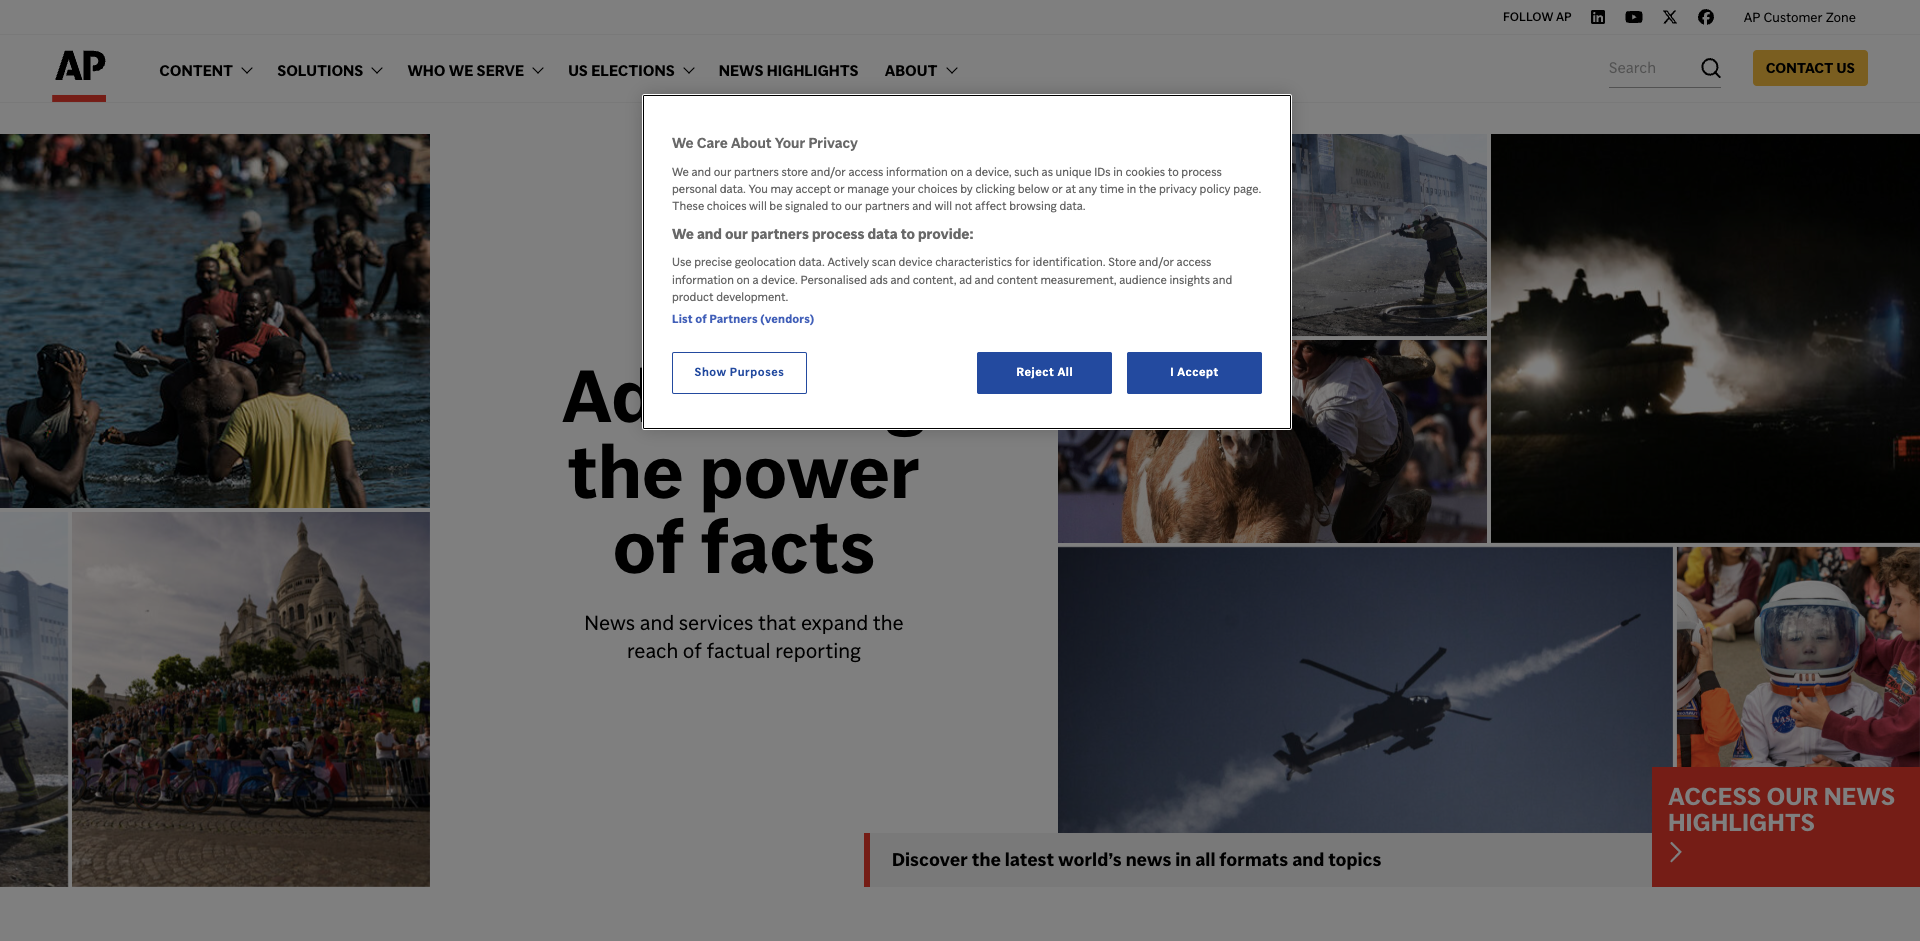 FOLLOW AP
AP Customer Zone
AP
CONTENT
SOLUTIONS
WHO WE SERVE
US ELECTIONS
NEWS HIGHLIGHTS
ABOUT
Search
CONTACT US
We Care About Your Privacy
We and our partners store and/or access information on a device, such as unique IDs in cookies to process
personal data. You may accept or manage your choices by clicking below or at any time in the privacy policy page.
These choices will be signaled to our partners and will not affect browsing data.
We and our partners process data to provide:
Use precise geolocation data. Actively scan device characteristics for identification. Store and/or access
information on a device. Personalised ads and content, ad and content measurement, audience insights and
product development.
List of Partners (vendors)
Show Purposes
Reject All
I Accept
the power
of facts
News and services that expand the
reach of factual reporting
NASA
ACCESS OUR NEWS
HIGHLIGHTS
Discover the latest world's news in all formats and topics